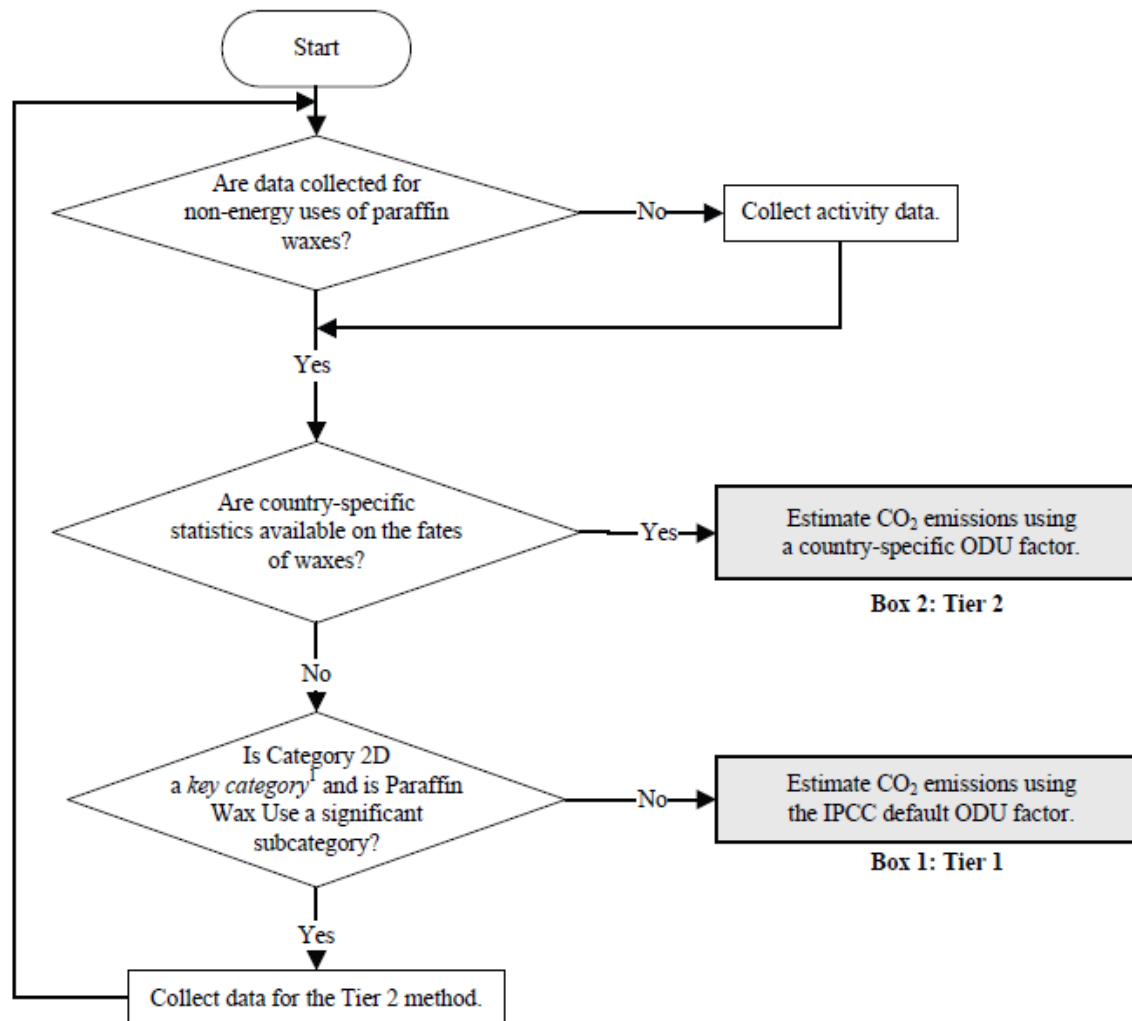 Start
Are data collected for
non-energy uses of paraffin
waxes?
No
Collect activity data.
Yes
Are country-specific
statistics available on the fates
of waxes?
Yes
Estimate CO₂ emissions using
a country-specific ODU factor.
Box 2: Tier 2
No
Is Category 2D
a key category¹ and is Paraffin
Wax Use a significant
subcategory?
No
Estimate CO₂ emissions using
the IPCC default ODU factor.
Box 1: Tier 1
Yes
Collect data for the Tier 2 method.